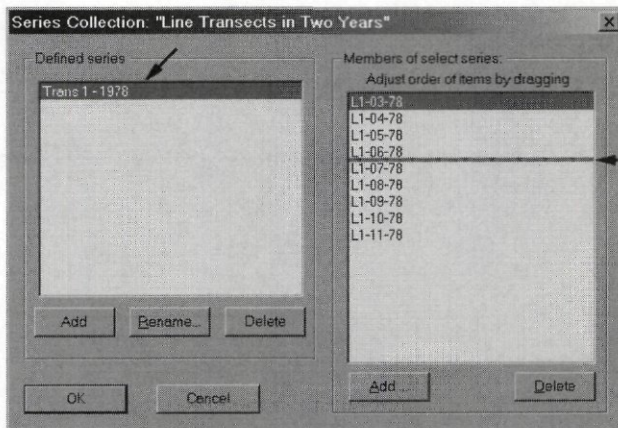 Series Collection: "Line Transects in Two Years"
Defined series
Trans 1 - 1978
Add
Rename...
Delete
OK
Cancel
Members of select series:
Adjust order of items by dragging
L1-03-78
L1-04-78
L1-05-78
L1-06-78
L1-07-78
L1-08-78
L1-09-78
L1-10-78
L1-11-78
Add ...
Delete